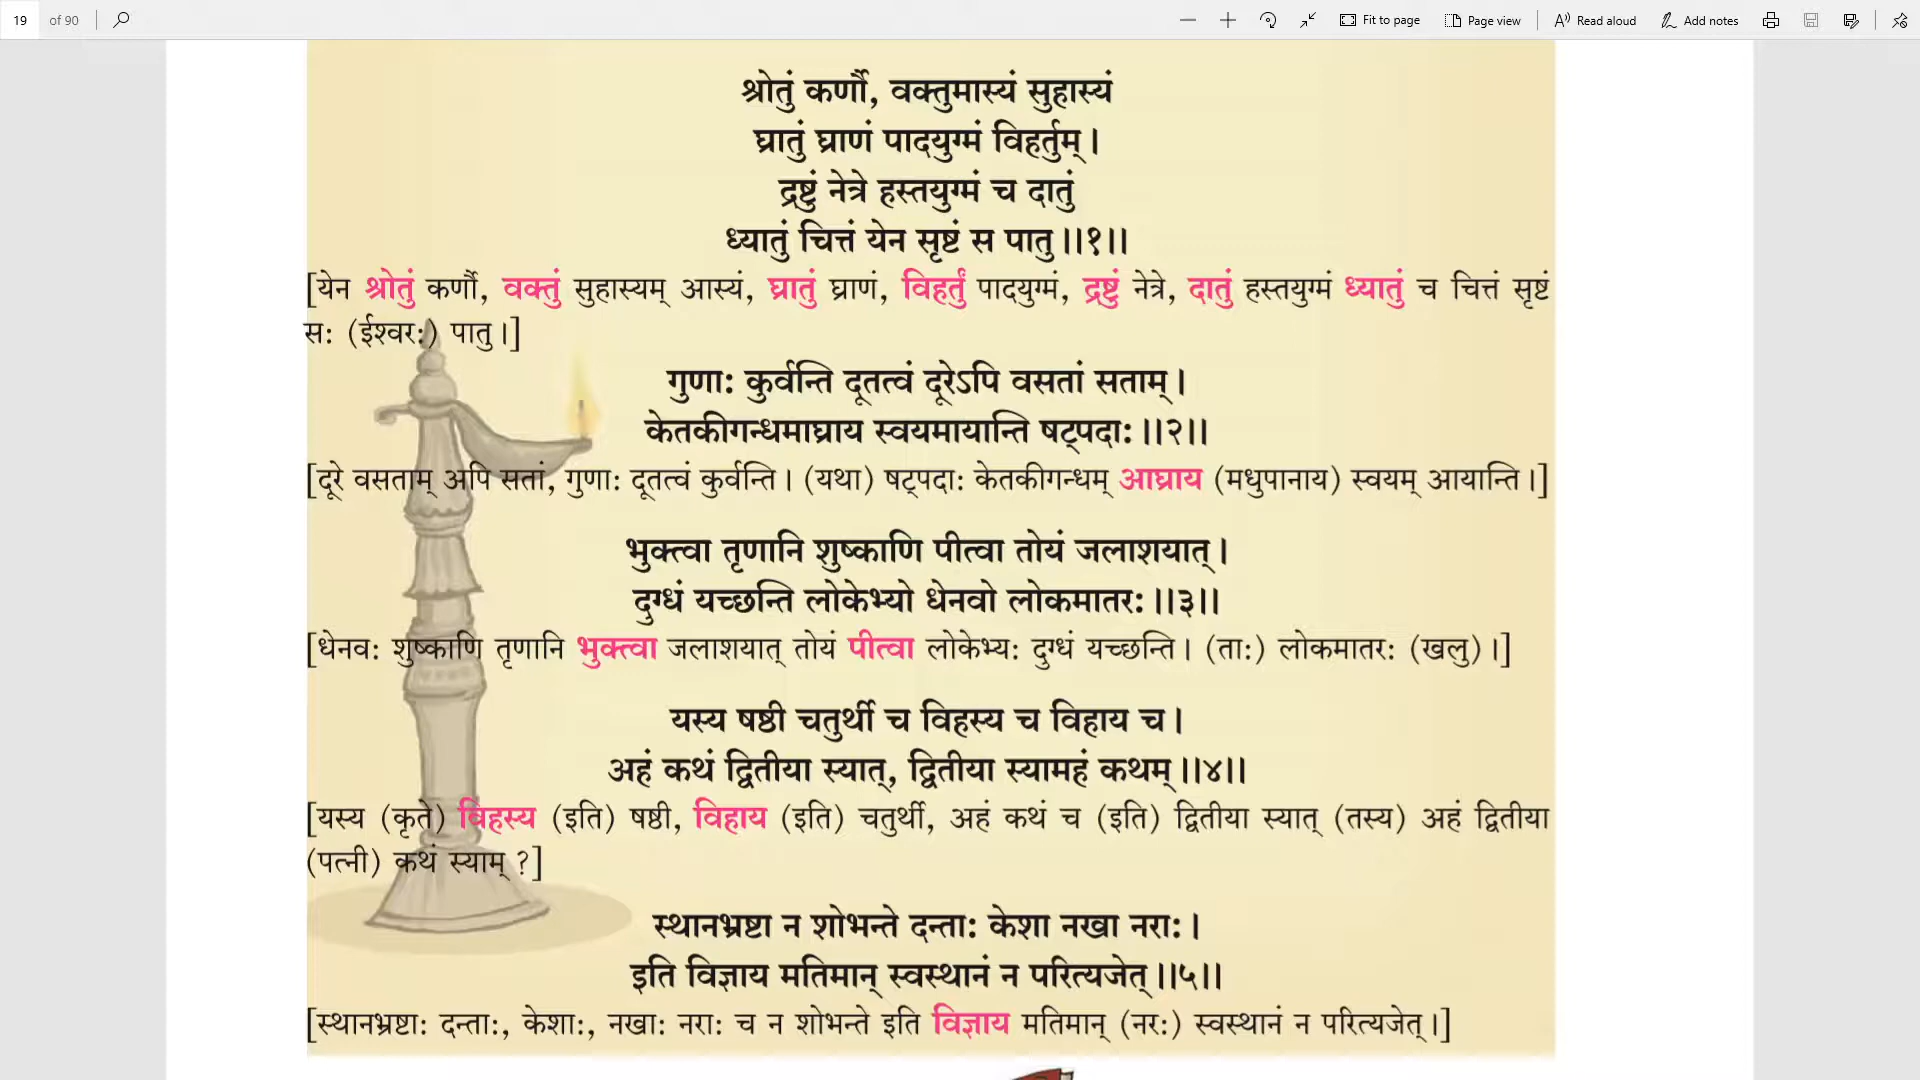 19 of 90 Fit to page Page view Read aloud Add notes
श्रोतुं कर्णौ, वक्तुमास्यं सुहास्यं
घ्रातुं घ्राणं पादयुग्मं विहर्तुम् ।
द्रष्टुं नेत्रे हस्तयुग्मं च दातुं
ध्यातुं चित्तं येन सृष्टं स पातु ।।१।।
[येन श्रोतुं कर्णौ, वक्तुं सुहास्यम् आस्यं, घ्रातुं घ्राणं, विहर्तुं पादयुग्मं, द्रष्टुं नेत्रे, दातुं हस्तयुग्मं ध्यातुं च चित्तं सृष्टं
सः (ईश्वरः) पातु ।]
गुणाः कुर्वन्ति दूतत्वं दूरेऽपि वसतां सताम् ।
केतकीगन्धमाघ्राय स्वयमायान्ति षट्पदाः ।।२।।
[दूरे वसताम् अपि सतां, गुणाः दूतत्वं कुर्वन्ति । (यथा) षट्पदाः केतकीगन्धम् आघ्राय (मधुपानाय) स्वयम् आयान्ति ।]
भुक्त्वा तृणानि शुष्काणि पीत्वा तोयं जलाशयात् ।
दुग्धं यच्छन्ति लोकेभ्यो धेनवो लोकमातरः ।।३।।
[धेनवः शुष्काणि तृणानि भुक्त्वा जलाशयात् तोयं पीत्वा लोकेभ्यः दुग्धं यच्छन्ति । (ताः) लोकमातरः (खलु) ।]
यस्य षष्ठी चतुर्थी च विहस्य च विहाय च ।
अहं कथं द्वितीया स्यात्, द्वितीया स्यामहं कथम् ।।४।।
[यस्य (कृते) विहस्य (इति) षष्ठी, विहाय (इति) चतुर्थी, अहं कथं च (इति) द्वितीया स्यात् (तस्य) अहं द्वितीया
(पत्नी) कथं स्याम् ?]
स्थानभ्रष्टा न शोभन्ते दन्ताः केशा नखा नराः ।
इति विज्ञाय मतिमान् स्वस्थानं न परित्यजेत् ।।५।।
[स्थानभ्रष्टाः दन्ताः, केशाः, नखाः नराः च न शोभन्ते इति विज्ञाय मतिमान् (नरः) स्वस्थानं न परित्यजेत् ।]